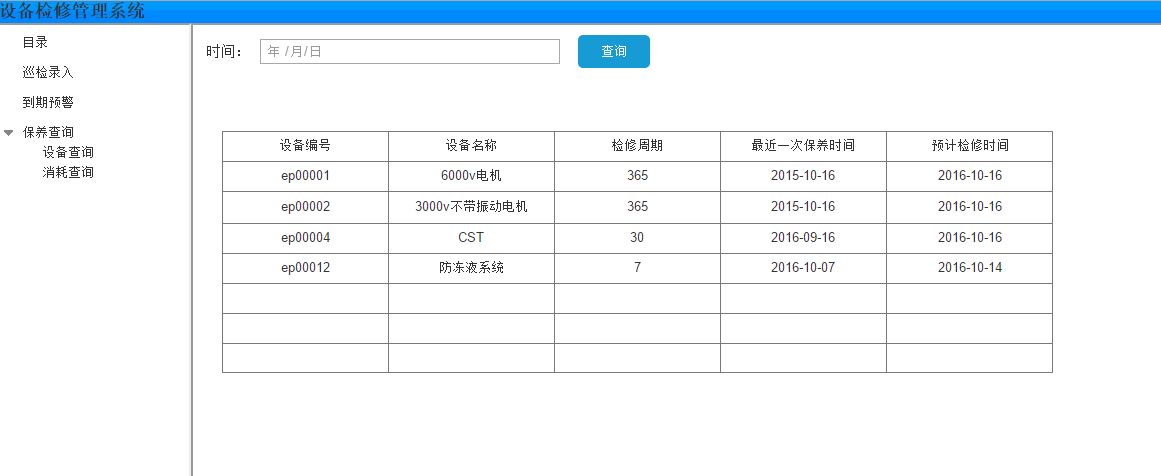 设备检修管理系统
目录
巡检录入
到期预警
保养查询
设备查询
消耗查询
时间： 年 /月/日 查询
设备编号 设备名称 检修周期 最近一次保养时间 预计检修时间
ep00001 6000v电机 365 2015-10-16 2016-10-16
ep00002 3000v不带振动电机 365 2015-10-16 2016-10-16
ep00004 CST 30 2016-09-16 2016-10-16
ep00012 防冻液系统 7 2016-10-07 2016-10-14